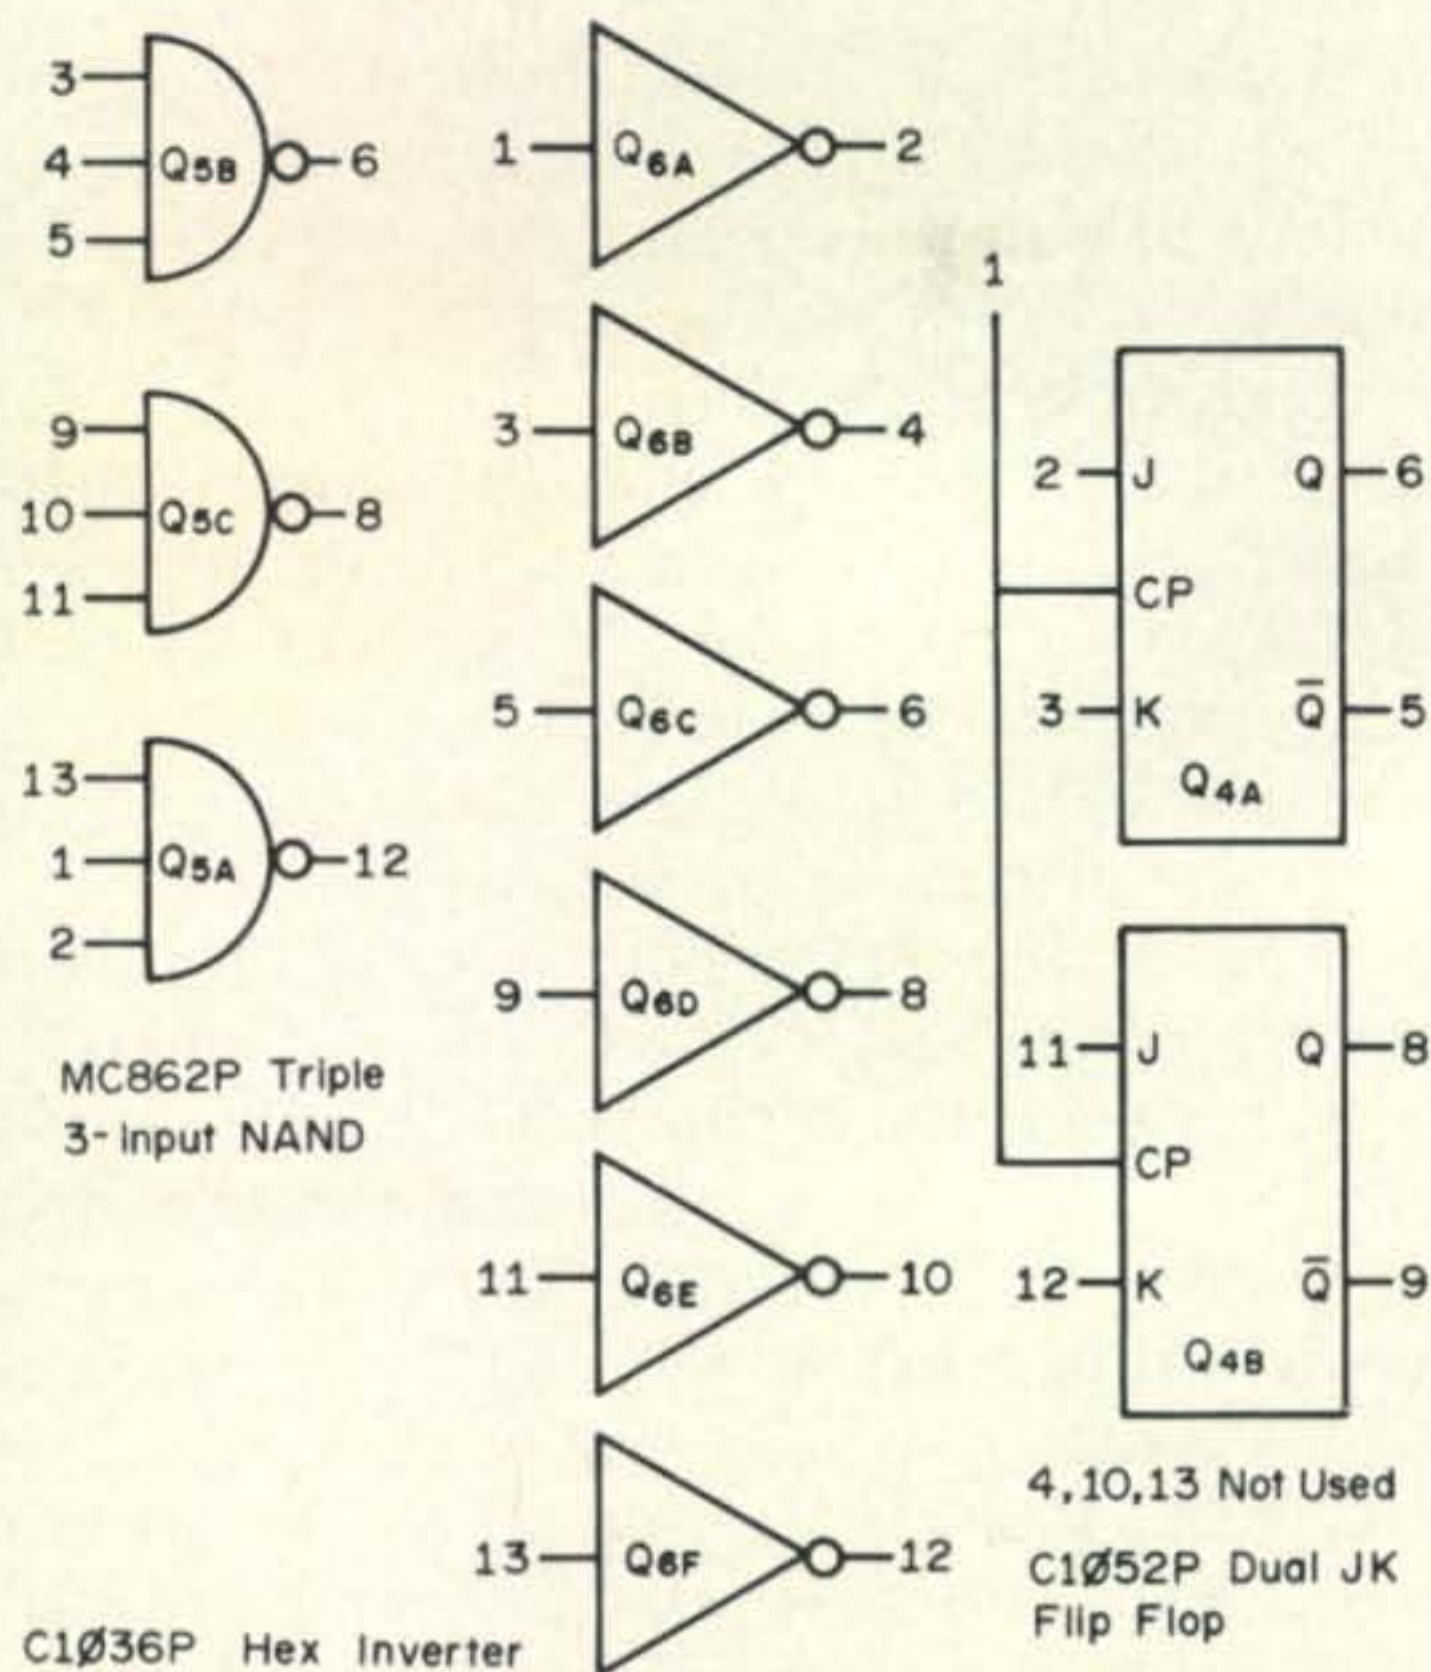 3
4 Q5B 6
5
9
10 Q5C 8
11
13
1 Q5A 12
2
MC862P Triple
3-Input NAND
1 Q6A 2
3 Q6B 4
5 Q6C 6
9 Q6D 8
11 Q6E 10
13 Q6F 12
C1Ø36P Hex Inverter
1
2 J Q 6
CP
3 K Q̅ 5
Q4A
11 J Q 8
CP
12 K Q̅ 9
Q4B
4,10,13 Not Used
C1Ø52P Dual JK
Flip Flop